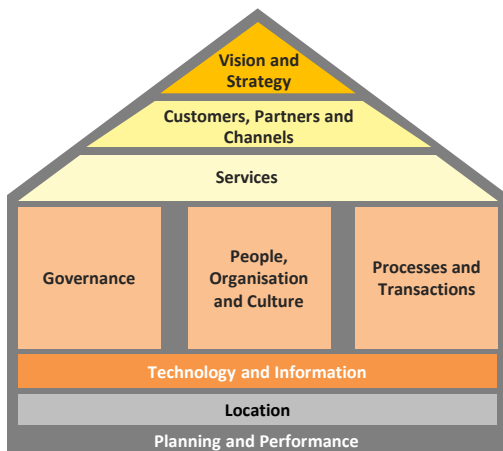 Vision and
Strategy
Customers, Partners and
Channels
Services
Governance
People,
Organisation
and Culture
Processes and
Transactions
Technology and Information
Location
Planning and Performance